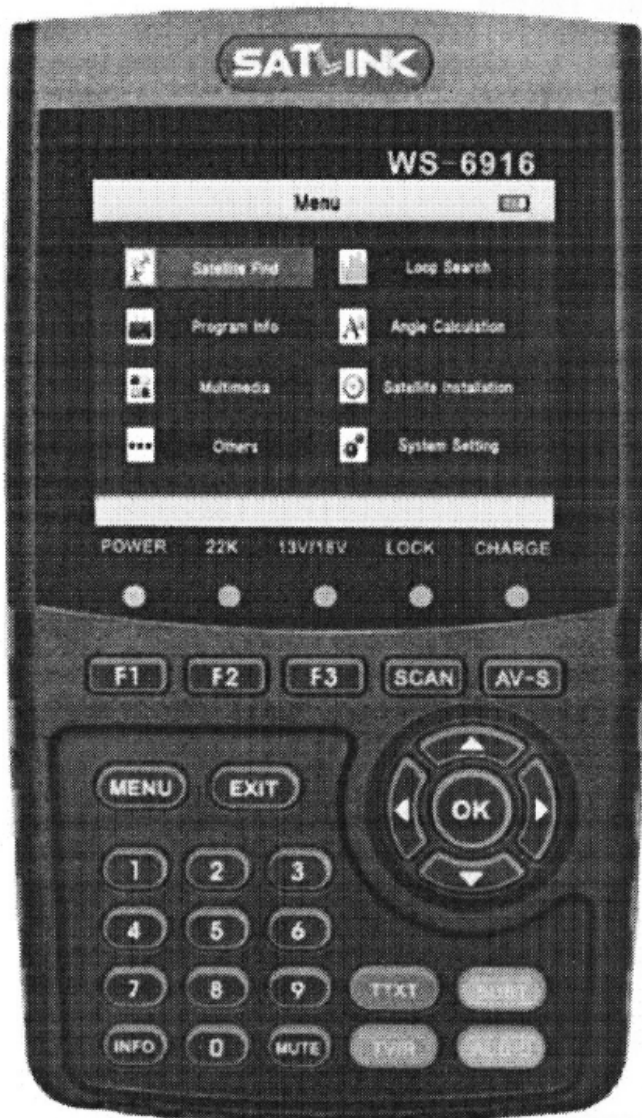 SATLINK
WS-6916
Menu
Satellite Find Loop Search
Program Info Angle Calculation
Multimedia Satellite Installation
Others System Setting
POWER 22K 13V/18V LOCK CHARGE
F1 F2 F3 SCAN AV-S
MENU EXIT
OK
1 2 3
4 5 6
7 8 9 TTXT
INFO 0 MUTE TV/R